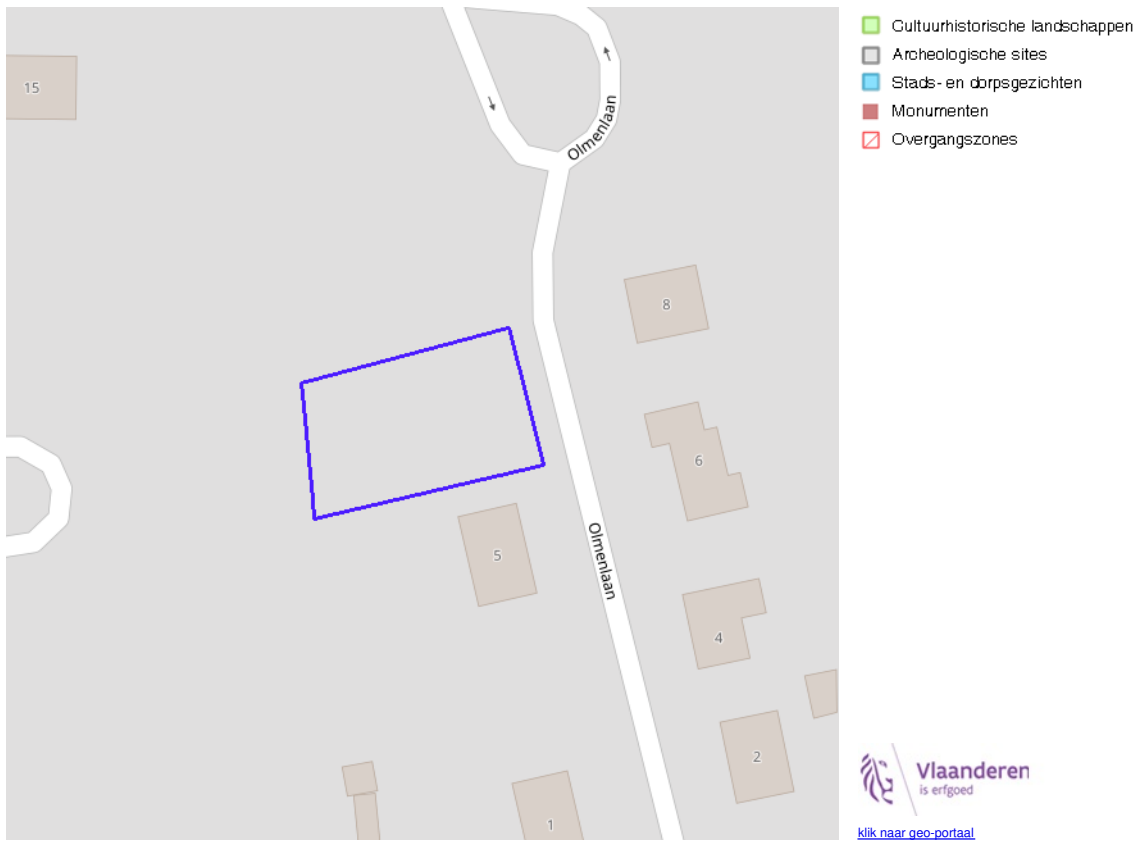 15
Olmenlaan
8
6
5
Olmenlaan
4
2
1
Cultuurhistorische landschappen
Archeologische sites
Stads- en dorpsgezichten
Monumenten
Overgangszones
Vlaanderen
is erfgoed
klik naar geo-portaal